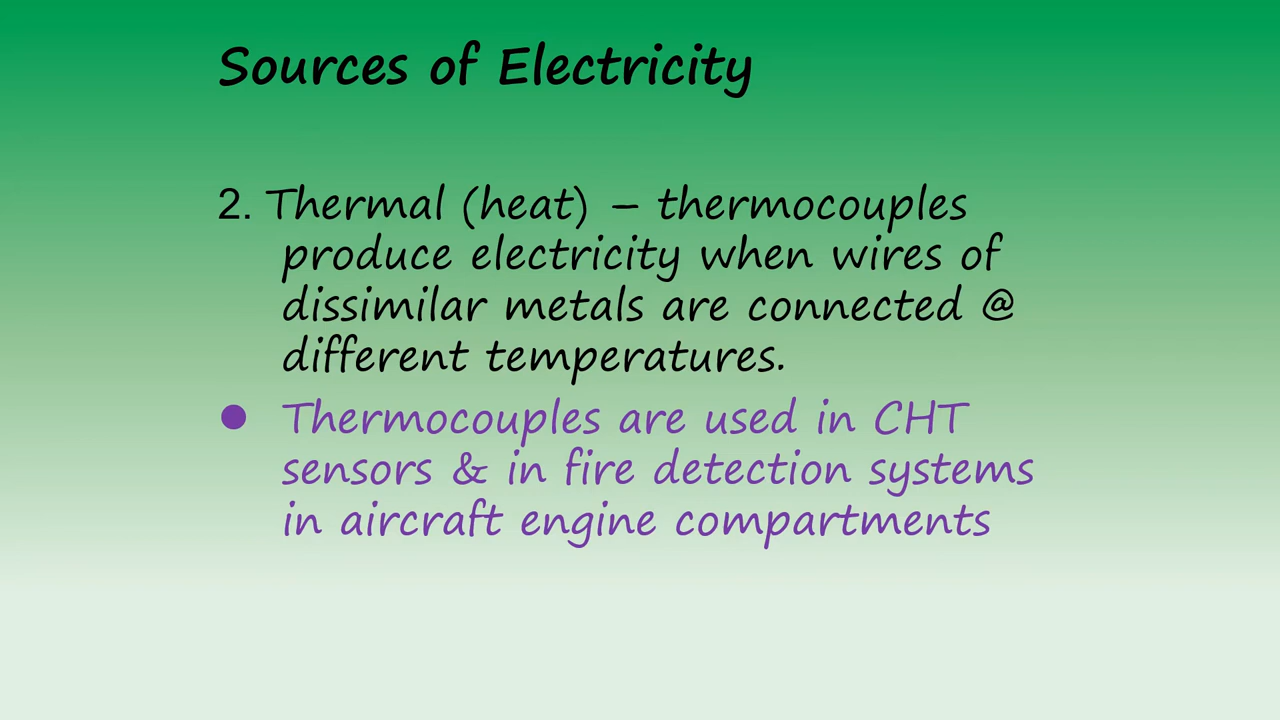 Sources of Electricity
2. Thermal (heat) – thermocouples
produce electricity when wires of
dissimilar metals are connected @
different temperatures.
● Thermocouples are used in CHT
sensors & in fire detection systems
in aircraft engine compartments